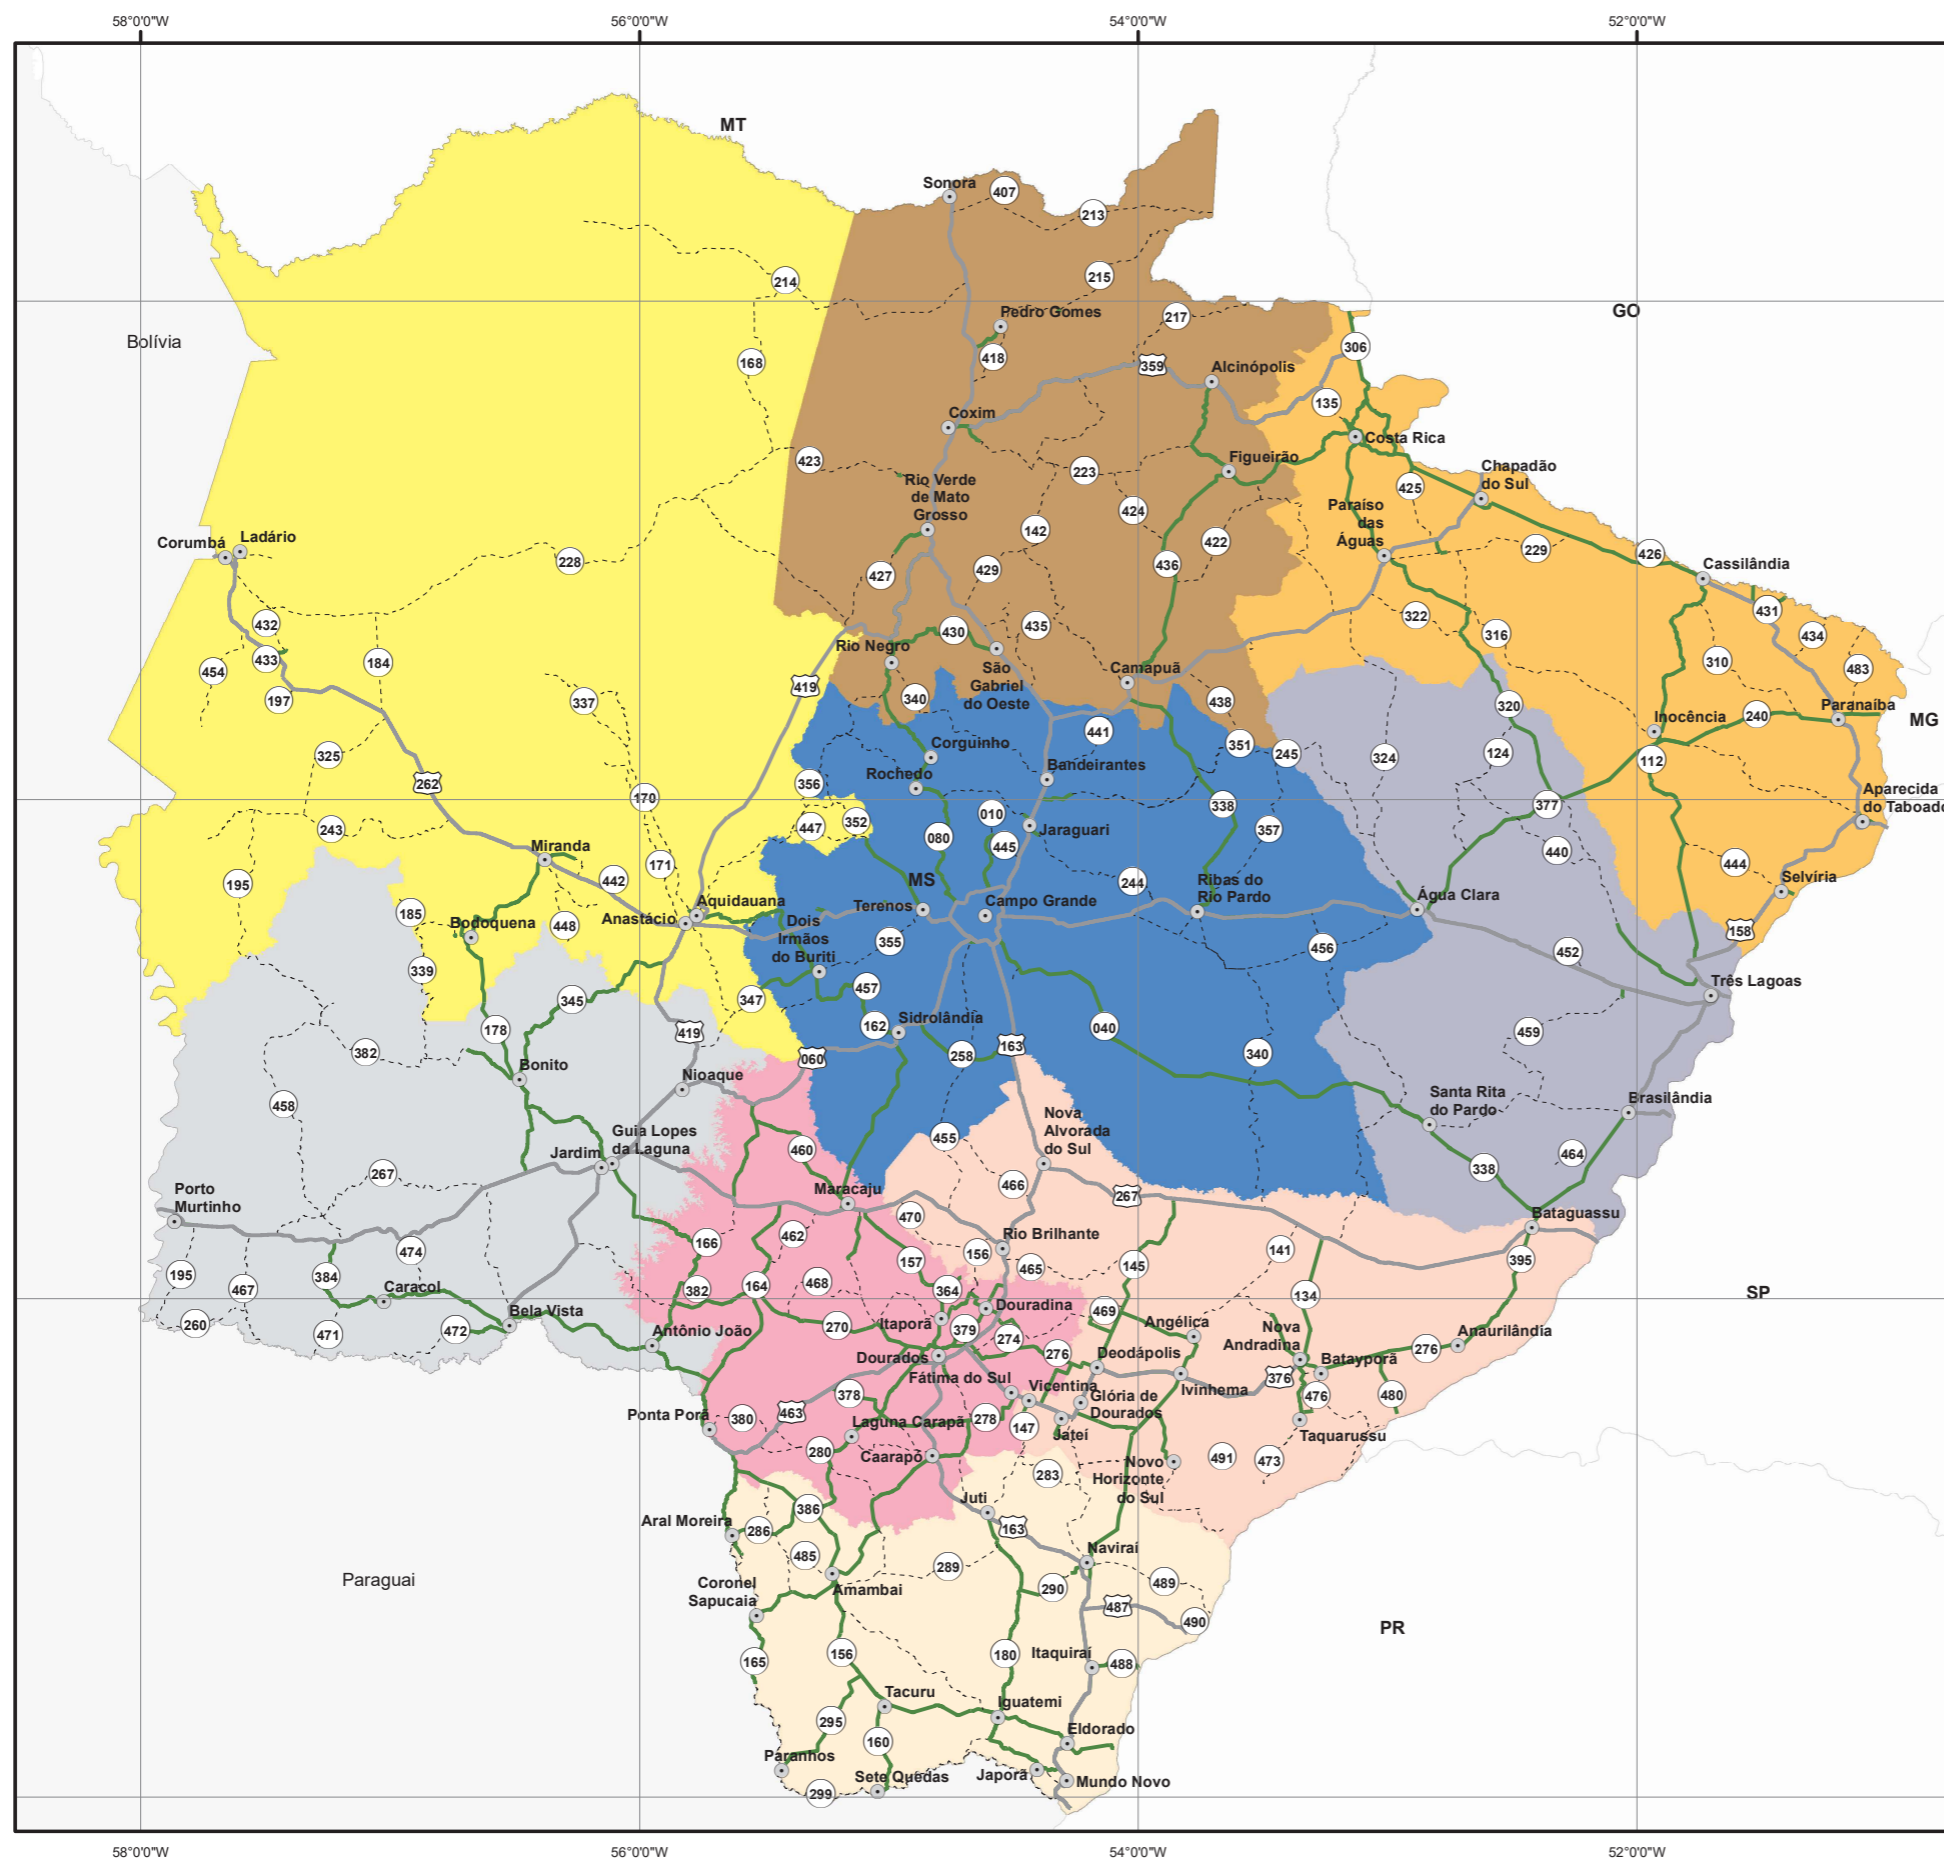 58°0'0"W
56°0'0"W
54°0'0"W
52°0'0"W
MT
Sonora
407
213
214
215
Pedro Gomes
217
GO
Bolívia
306
418
168
359
Alcinópolis
135
Coxim
Costa Rica
423
Figueirão
Chapadão
do Sul
223
Rio Verde
de Mato
Grosso
425
Paraíso
das
Águas
424
142
422
229
426
Corumbá
Ladário
228
436
Cassilândia
427
429
432
431
322
430
435
316
434
Rio Negro
433
454
184
São
Gabriel
do Oeste
Camapuã
310
483
419
197
337
340
438
320
Paranaíba
MG
Inocência
240
441
325
Corguinho
351
245
324
124
112
Rochedo
Bandeirantes
262
356
170
338
377
Aparecida
do Taboado
010
447
352
243
Jaraguari
357
080
445
440
Miranda
171
444
195
442
MS
244
Ribas do
Rio Pardo
Selvíria
Água Clara
185
Aquidauana
Terenos
Campo Grande
Bodoquena
448
Anastácio
Dois
Irmãos
do Buriti
158
355
456
452
339
Três Lagoas
457
345
347
162
Sidrolândia
040
178
419
459
382
060
258
163
340
Bonito
Nioaque
Santa Rita
do Pardo
Brasilândia
458
Nova
Alvorada
do Sul
Guia Lopes
da Laguna
455
460
Jardim
464
338
267
466
Porto
Murtinho
Maracaju
267
Bataguassu
470
166
462
Rio Brilhante
474
156
141
157
395
195
465
145
384
467
468
382
164
364
134
SP
Caracol
Douradina
469
Bela Vista
260
471
472
270
Itaporã
379
274
Angélica
Nova
Andradina
Anaurilândia
Antônio João
276
276
Dourados
Deodápolis
Batayporã
Fátima do Sul
376
Ivinhema
Vicentina
378
476
480
Glória de
Dourados
463
380
Ponta Porã
Laguna Carapã
278
147
Jateí
Taquarussu
280
Caarapó
491
473
283
Novo
Horizonte
do Sul
Juti
386
Aral Moreira
286
163
485
Naviraí
289
Amambai
290
489
Coronel
Sapucaia
Paraguai
487
490
PR
156
180
Itaquiraí
165
488
Tacuru
Iguatemi
295
160
Eldorado
Paranhos
Sete Quedas
Japorã
Mundo Novo
299
58°0'0"W
56°0'0"W
54°0'0"W
52°0'0"W